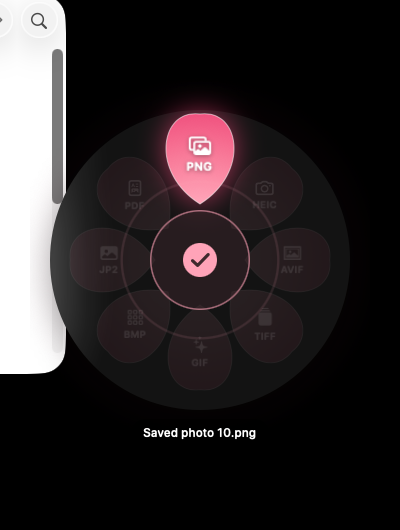 PNG
PDF
HEIC
JP2
AVIF
BMP
TIFF
GIF
Saved photo 10.png